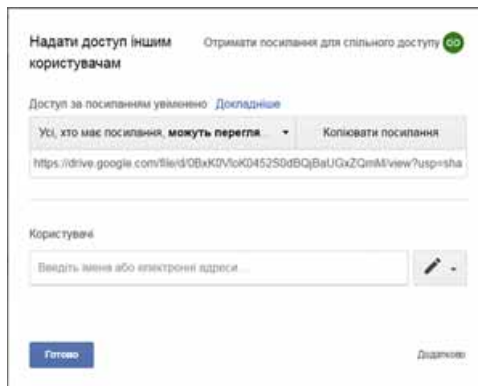 Надати доступ іншим користувачам
Отримати посилання для спільного доступу
Доступ за посиланням увімкнено Докладніше
Усі, хто має посилання, можуть перегля...
Копіювати посилання
https://drive.google.com/file/d/0BxK0VloK0452S0dBQjBaUGxZQmM/view?usp=sha
Користувачі
Введіть імена або електронні адреси...
Готово
Додатково